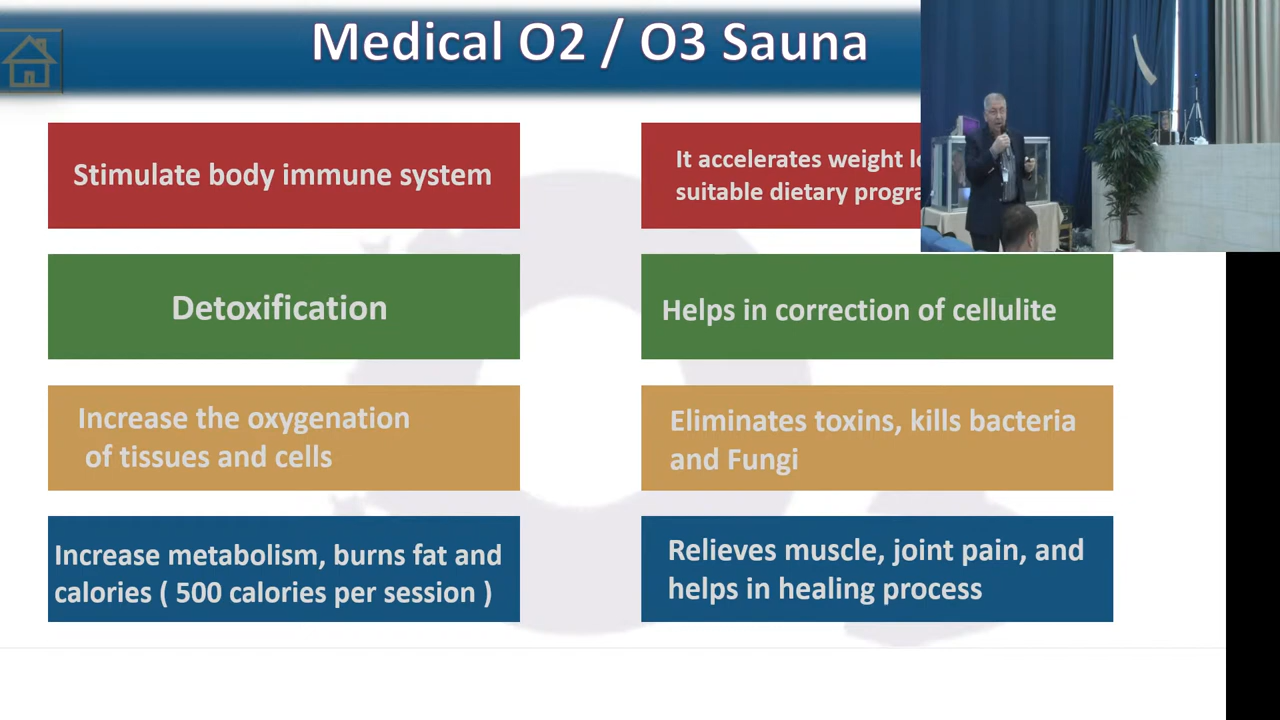 Medical O2 / O3 Sauna
Stimulate body immune system
It accelerates weight
suitable dietary
Detoxification
Helps in correction of cellulite
Increase the oxygenation
of tissues and cells
Eliminates toxins, kills bacteria
and Fungi
Increase metabolism, burns fat and
calories ( 500 calories per session )
Relieves muscle, joint pain, and
helps in healing process